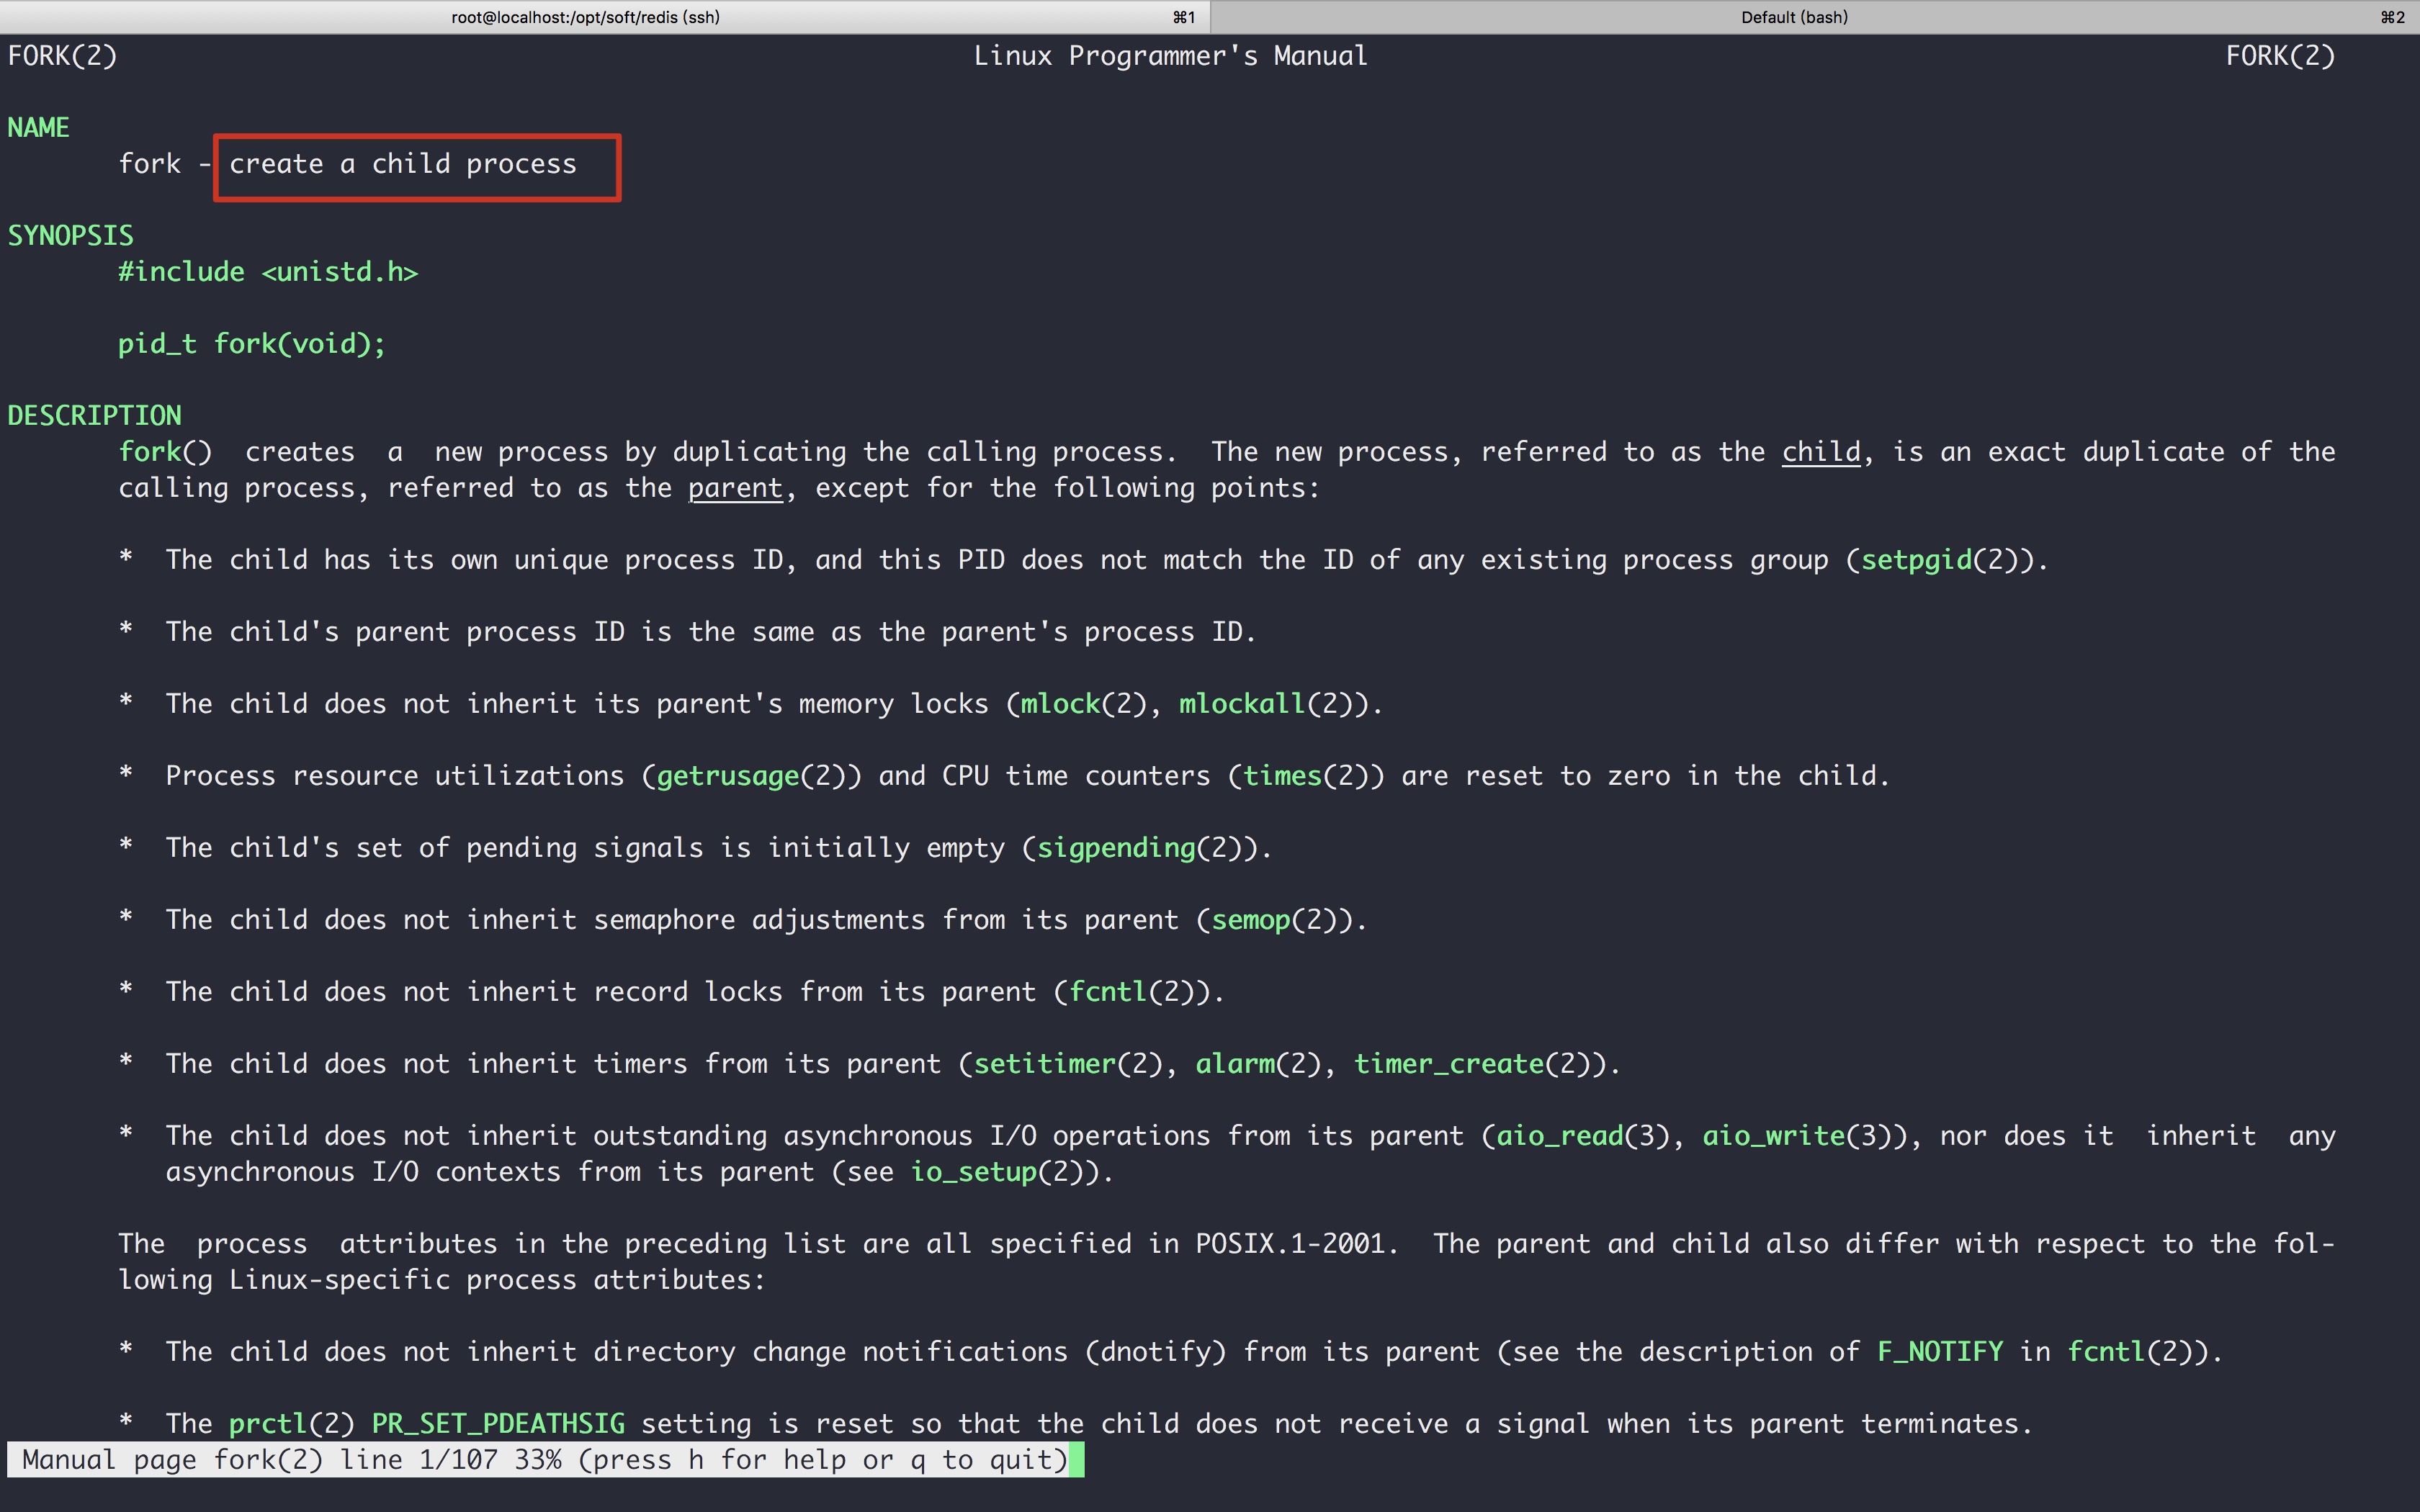 root@localhost:/opt/soft/redis (ssh) ⌘1 Default (bash) ⌘2
FORK(2) Linux Programmer's Manual FORK(2)
NAME
fork - create a child process
SYNOPSIS
#include <unistd.h>
pid_t fork(void);
DESCRIPTION
fork() creates a new process by duplicating the calling process. The new process, referred to as the child, is an exact duplicate of the
calling process, referred to as the parent, except for the following points:
* The child has its own unique process ID, and this PID does not match the ID of any existing process group (setpgid(2)).
* The child's parent process ID is the same as the parent's process ID.
* The child does not inherit its parent's memory locks (mlock(2), mlockall(2)).
* Process resource utilizations (getrusage(2)) and CPU time counters (times(2)) are reset to zero in the child.
* The child's set of pending signals is initially empty (sigpending(2)).
* The child does not inherit semaphore adjustments from its parent (semop(2)).
* The child does not inherit record locks from its parent (fcntl(2)).
* The child does not inherit timers from its parent (setitimer(2), alarm(2), timer_create(2)).
* The child does not inherit outstanding asynchronous I/O operations from its parent (aio_read(3), aio_write(3)), nor does it inherit any
asynchronous I/O contexts from its parent (see io_setup(2)).
The process attributes in the preceding list are all specified in POSIX.1-2001. The parent and child also differ with respect to the fol-
lowing Linux-specific process attributes:
* The child does not inherit directory change notifications (dnotify) from its parent (see the description of F_NOTIFY in fcntl(2)).
* The prctl(2) PR_SET_PDEATHSIG setting is reset so that the child does not receive a signal when its parent terminates.
Manual page fork(2) line 1/107 33% (press h for help or q to quit)